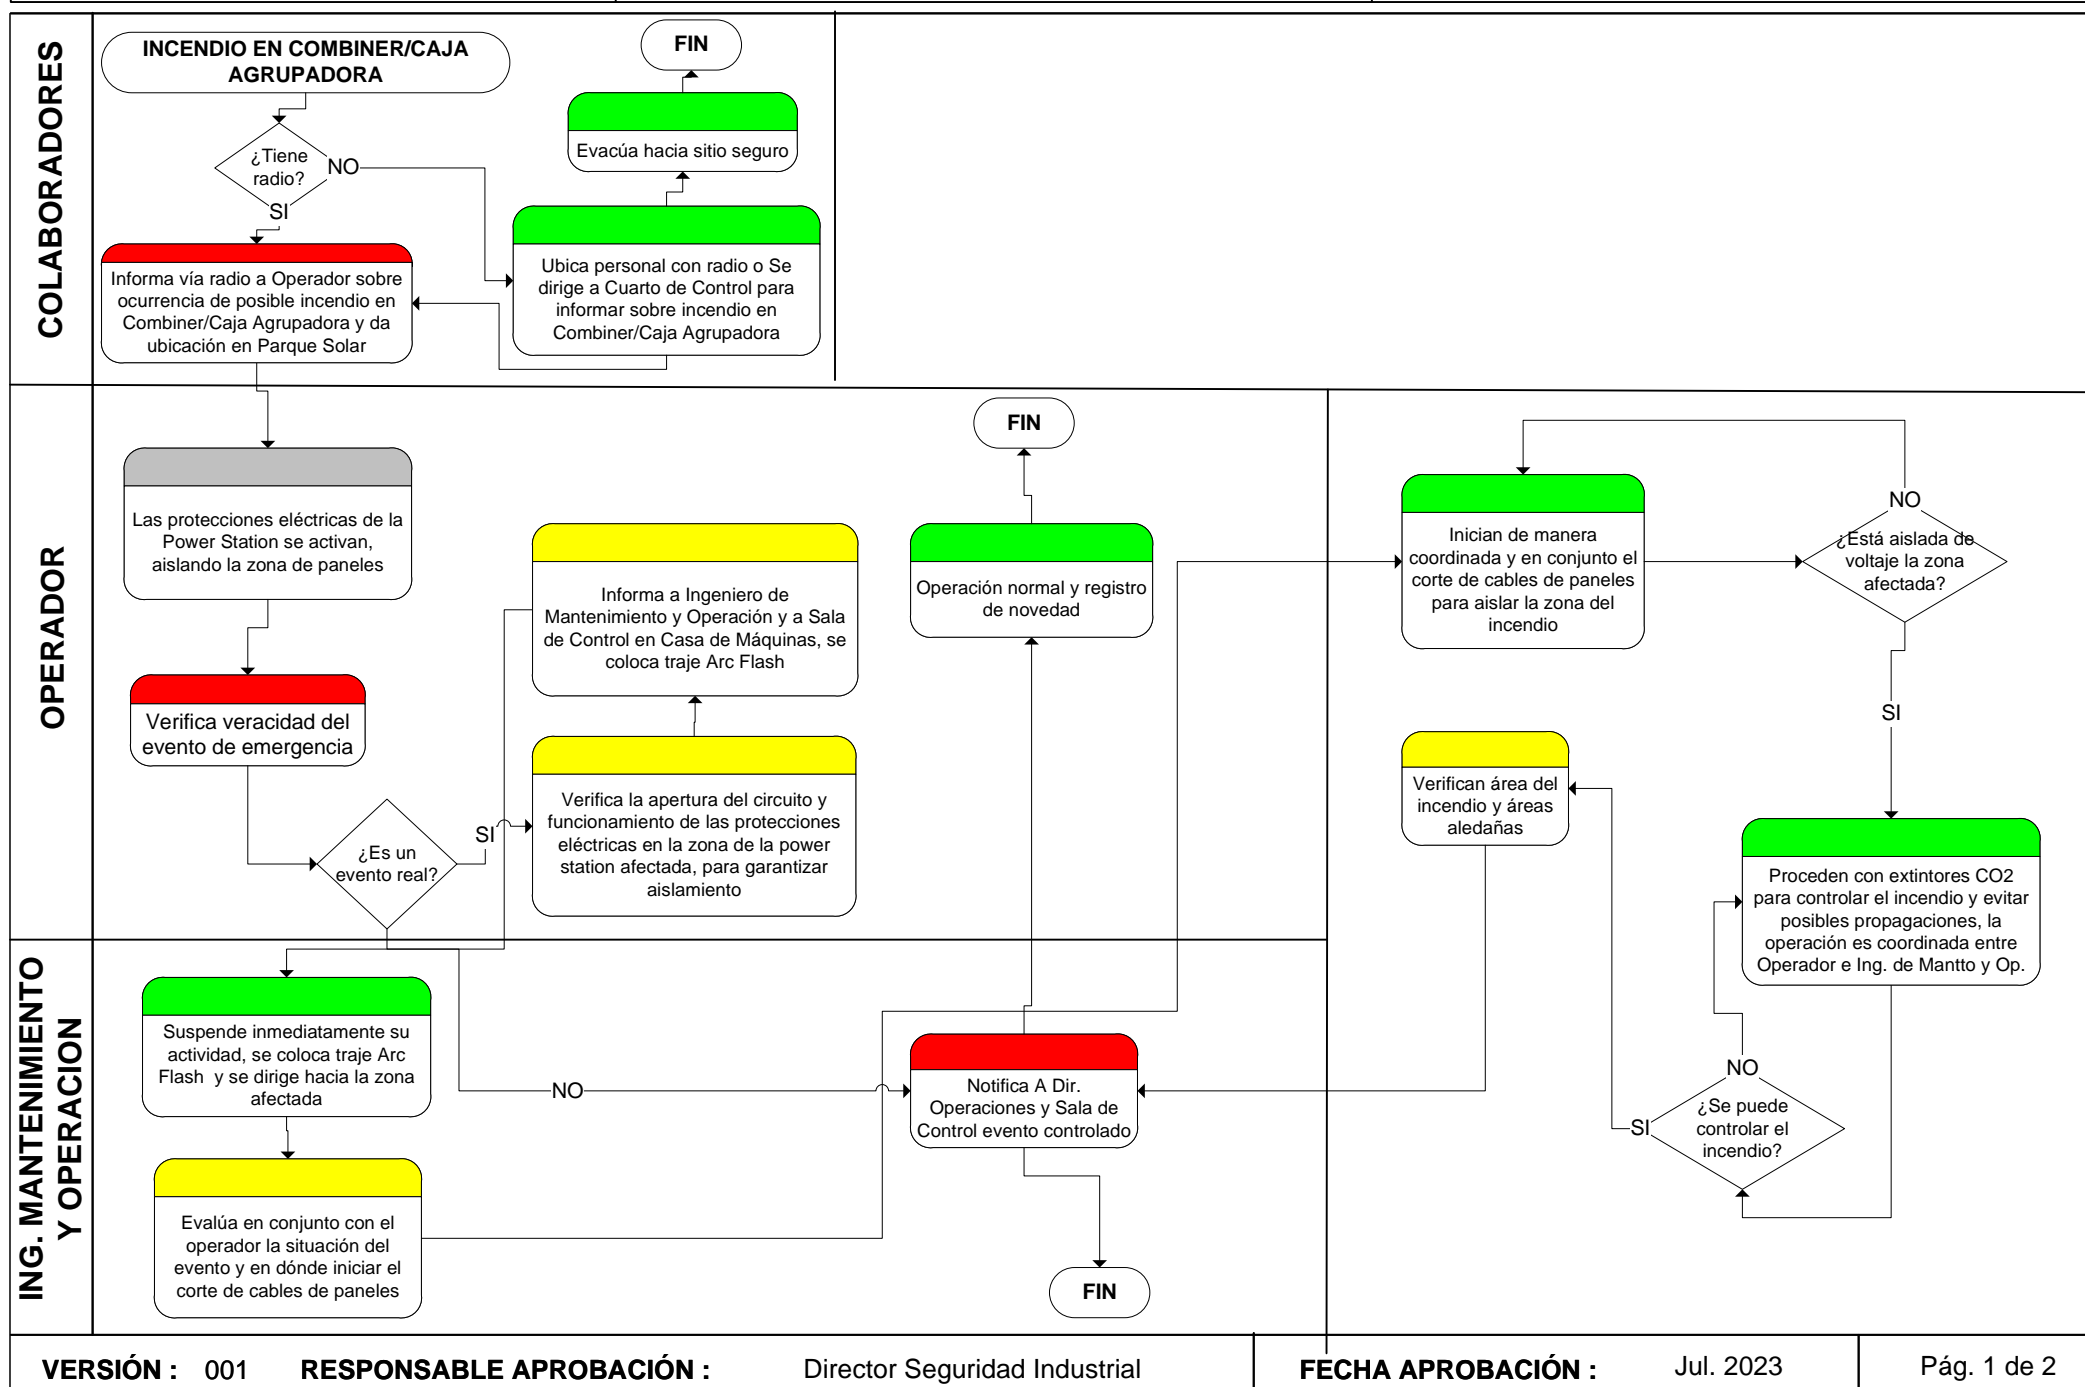 COLABORADORES
INCENDIO EN COMBINER/CAJA
AGRUPADORA
FIN
¿Tiene
radio?
NO
SI
Evacúa hacia sitio seguro
Informa vía radio a Operador sobre
ocurrencia de posible incendio en
Combiner/Caja Agrupadora y da
ubicación en Parque Solar
Ubica personal con radio o Se
dirige a Cuarto de Control para
informar sobre incendio en
Combiner/Caja Agrupadora
OPERADOR
Las protecciones eléctricas de la
Power Station se activan,
aislando la zona de paneles
Verifica veracidad del
evento de emergencia
¿Es un
evento real?
SI
Informa a Ingeniero de
Mantenimiento y Operación y a Sala
de Control en Casa de Máquinas, se
coloca traje Arc Flash
Verifica la apertura del circuito y
funcionamiento de las protecciones
eléctricas en la zona de la power
station afectada, para garantizar
aislamiento
FIN
Operación normal y registro
de novedad
Inician de manera
coordinada y en conjunto el
corte de cables de paneles
para aislar la zona del
incendio
NO
¿Está aislada de
voltaje la zona
afectada?
SI
Verifican área del
incendio y áreas
aledañas
Proceden con extintores CO2
para controlar el incendio y evitar
posibles propagaciones, la
operación es coordinada entre
Operador e Ing. de Mantto y Op.
NO
¿Se puede
controlar el
incendio?
SI
ING. MANTENIMIENTO
Y OPERACION
Suspende inmediatamente su
actividad, se coloca traje Arc
Flash y se dirige hacia la zona
afectada
NO
Notifica A Dir.
Operaciones y Sala de
Control evento controlado
Evalúa en conjunto con el
operador la situación del
evento y en dónde iniciar el
corte de cables de paneles
FIN
VERSIÓN : 001 RESPONSABLE APROBACIÓN : Director Seguridad Industrial FECHA APROBACIÓN : Jul. 2023 Pág. 1 de 2